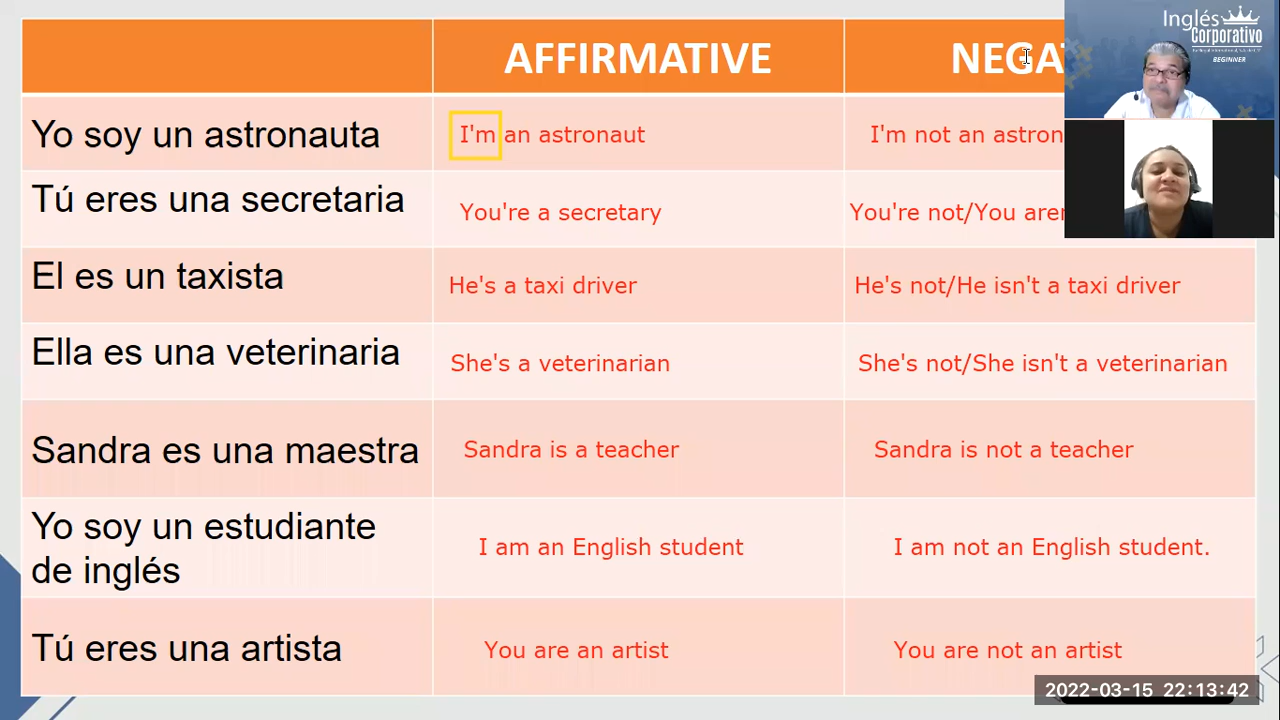 AFFIRMATIVE
Inglés
Corporativo
BEGINNER
Yo soy un astronauta
I'm an astronaut
I'm not an
Tú eres una secretaria
You're a secretary
You're not/You
El es un taxista
He's a taxi driver
He's not/He isn't a taxi driver
Ella es una veterinaria
She's a veterinarian
She's not/She isn't a veterinarian
Sandra es una maestra
Sandra is a teacher
Sandra is not a teacher
Yo soy un estudiante
de inglés
I am an English student
I am not an English student.
Tú eres una artista
You are an artist
You are not an artist
2022-03-15 22:13:42